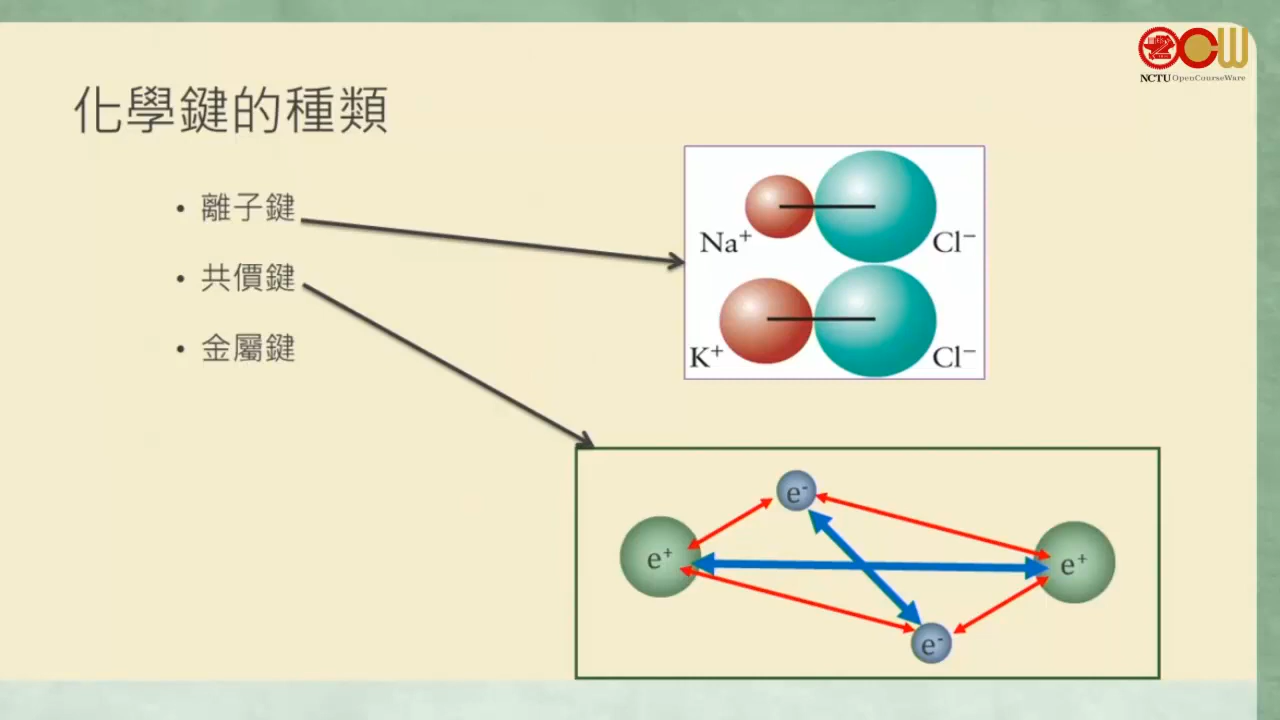 NCTU OpenCourseWare
化學鍵的種類
• 離子鍵
• 共價鍵
• 金屬鍵
Na⁺ Cl⁻
K⁺ Cl⁻
e⁻
e⁺ e⁺
e⁻